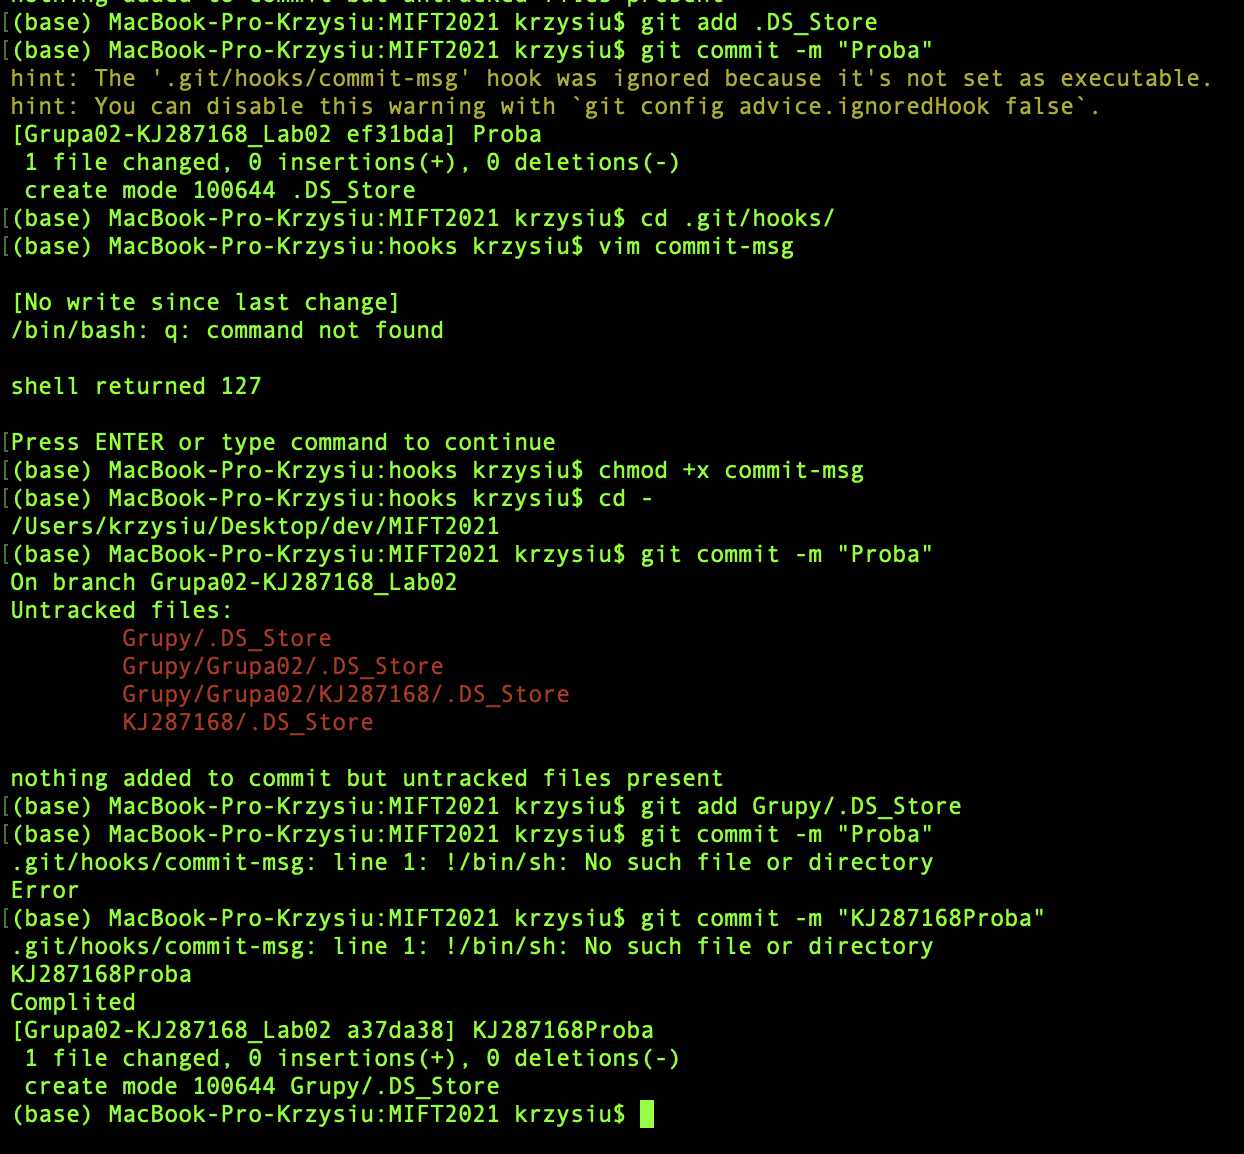 nothing added to commit but untracked files present
[(base) MacBook-Pro-Krzysiu:MIFT2021 krzysiu$ git add .DS_Store
[(base) MacBook-Pro-Krzysiu:MIFT2021 krzysiu$ git commit -m "Proba"
hint: The '.git/hooks/commit-msg' hook was ignored because it's not set as executable.
hint: You can disable this warning with `git config advice.ignoredHook false`.
[Grupa02-KJ287168_Lab02 ef31bda] Proba
 1 file changed, 0 insertions(+), 0 deletions(-)
 create mode 100644 .DS_Store
[(base) MacBook-Pro-Krzysiu:MIFT2021 krzysiu$ cd .git/hooks/
[(base) MacBook-Pro-Krzysiu:hooks krzysiu$ vim commit-msg
[No write since last change]
/bin/bash: q: command not found
shell returned 127
[Press ENTER or type command to continue
[(base) MacBook-Pro-Krzysiu:hooks krzysiu$ chmod +x commit-msg
[(base) MacBook-Pro-Krzysiu:hooks krzysiu$ cd -
/Users/krzysiu/Desktop/dev/MIFT2021
[(base) MacBook-Pro-Krzysiu:MIFT2021 krzysiu$ git commit -m "Proba"
On branch Grupa02-KJ287168_Lab02
Untracked files:
        Grupy/.DS_Store
        Grupy/Grupa02/.DS_Store
        Grupy/Grupa02/KJ287168/.DS_Store
        KJ287168/.DS_Store
nothing added to commit but untracked files present
[(base) MacBook-Pro-Krzysiu:MIFT2021 krzysiu$ git add Grupy/.DS_Store
[(base) MacBook-Pro-Krzysiu:MIFT2021 krzysiu$ git commit -m "Proba"
.git/hooks/commit-msg: line 1: !/bin/sh: No such file or directory
Error
[(base) MacBook-Pro-Krzysiu:MIFT2021 krzysiu$ git commit -m "KJ287168Proba"
.git/hooks/commit-msg: line 1: !/bin/sh: No such file or directory
KJ287168Proba
Complited
[Grupa02-KJ287168_Lab02 a37da38] KJ287168Proba
 1 file changed, 0 insertions(+), 0 deletions(-)
 create mode 100644 Grupy/.DS_Store
(base) MacBook-Pro-Krzysiu:MIFT2021 krzysiu$